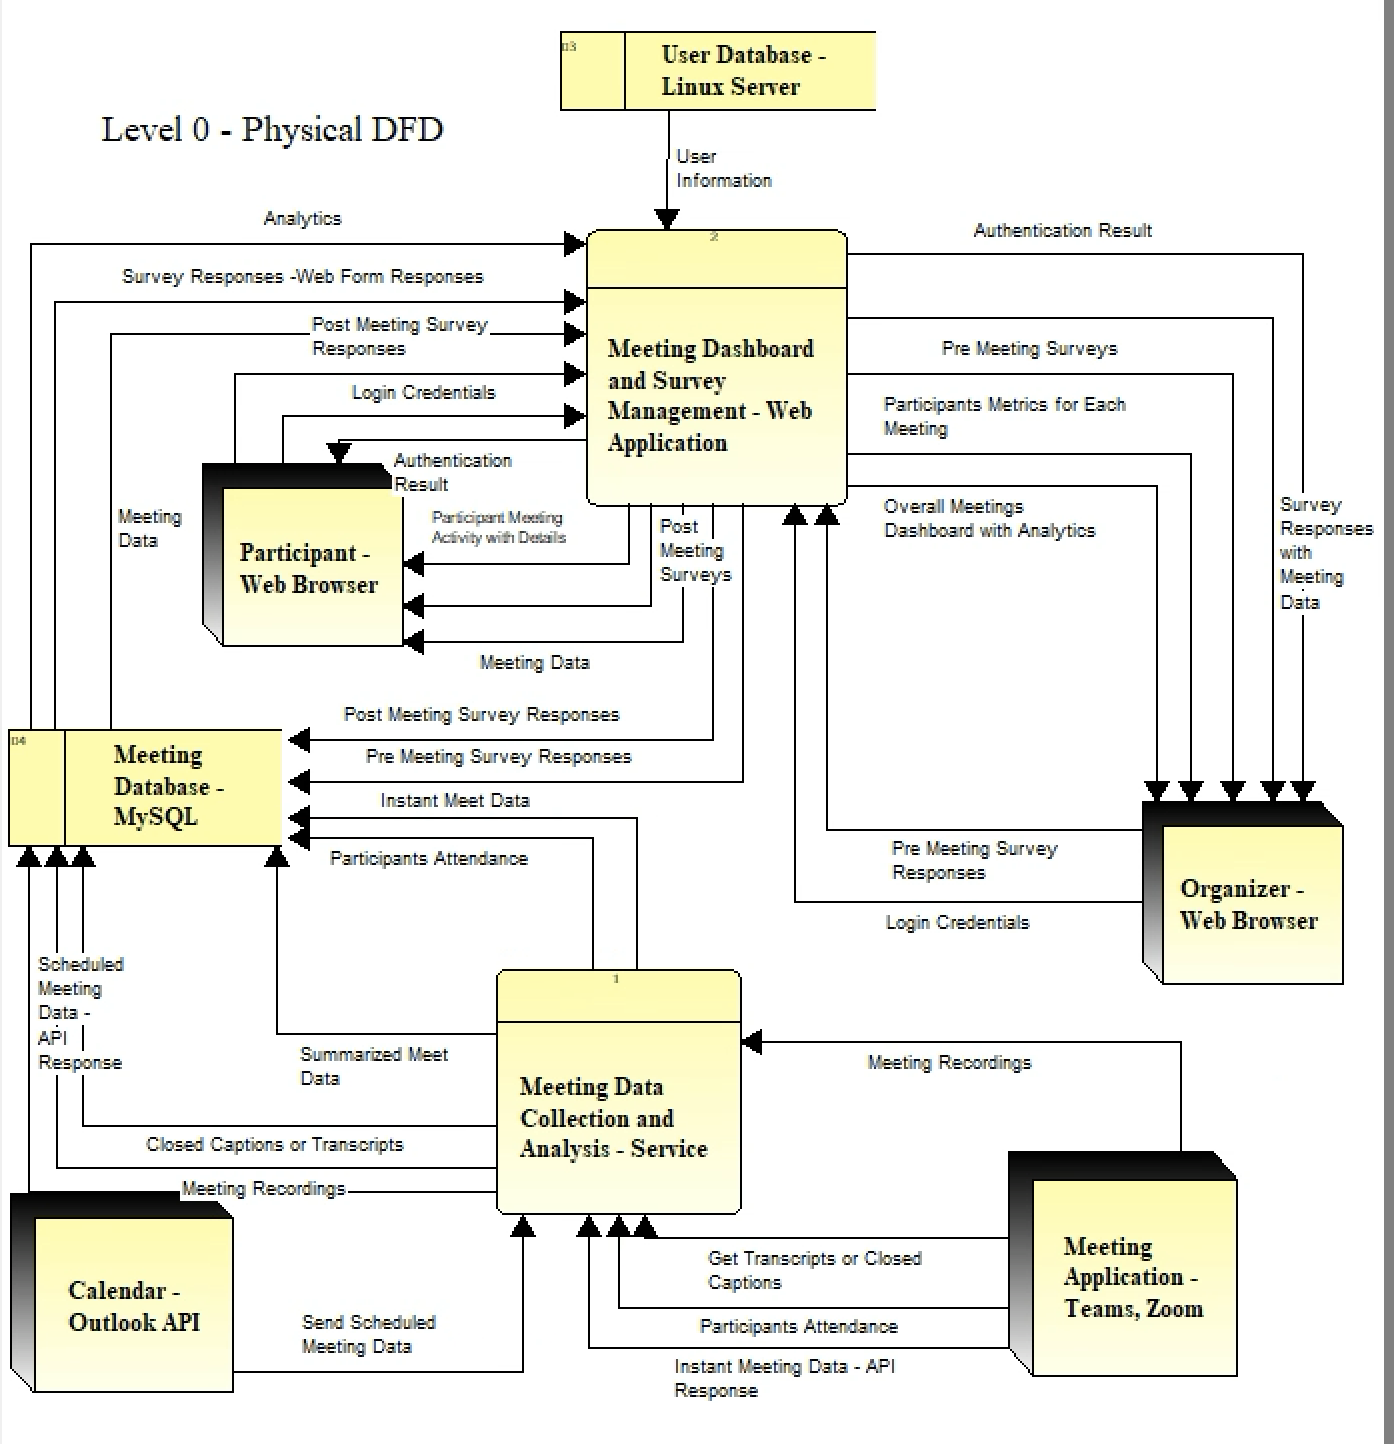 03
User Database -
Linux Server
Level 0 - Physical DFD
User
Information
Analytics
2
Authentication Result
Survey Responses -Web Form Responses
Post Meeting Survey
Responses
Pre Meeting Surveys
Meeting Dashboard
and Survey
Management - Web
Application
Login Credentials
Participants Metrics for Each
Meeting
Authentication
Result
Meeting
Data
Participant Meeting
Activity with Details
Post
Meeting
Surveys
Overall Meetings
Dashboard with Analytics
Survey
Responses
with
Meeting
Data
Participant -
Web Browser
Meeting Data
Post Meeting Survey Responses
04
Meeting
Database -
MySQL
Pre Meeting Survey Responses
Instant Meet Data
Participants Attendance
Pre Meeting Survey
Responses
Organizer -
Web Browser
Login Credentials
Scheduled
Meeting
Data -
API
Response
1
Summarized Meet
Data
Meeting Recordings
Meeting Data
Collection and
Analysis - Service
Closed Captions or Transcripts
Meeting Recordings
Get Transcripts or Closed
Captions
Meeting
Application -
Teams, Zoom
Calendar -
Outlook API
Send Scheduled
Meeting Data
Participants Attendance
Instant Meeting Data - API
Response